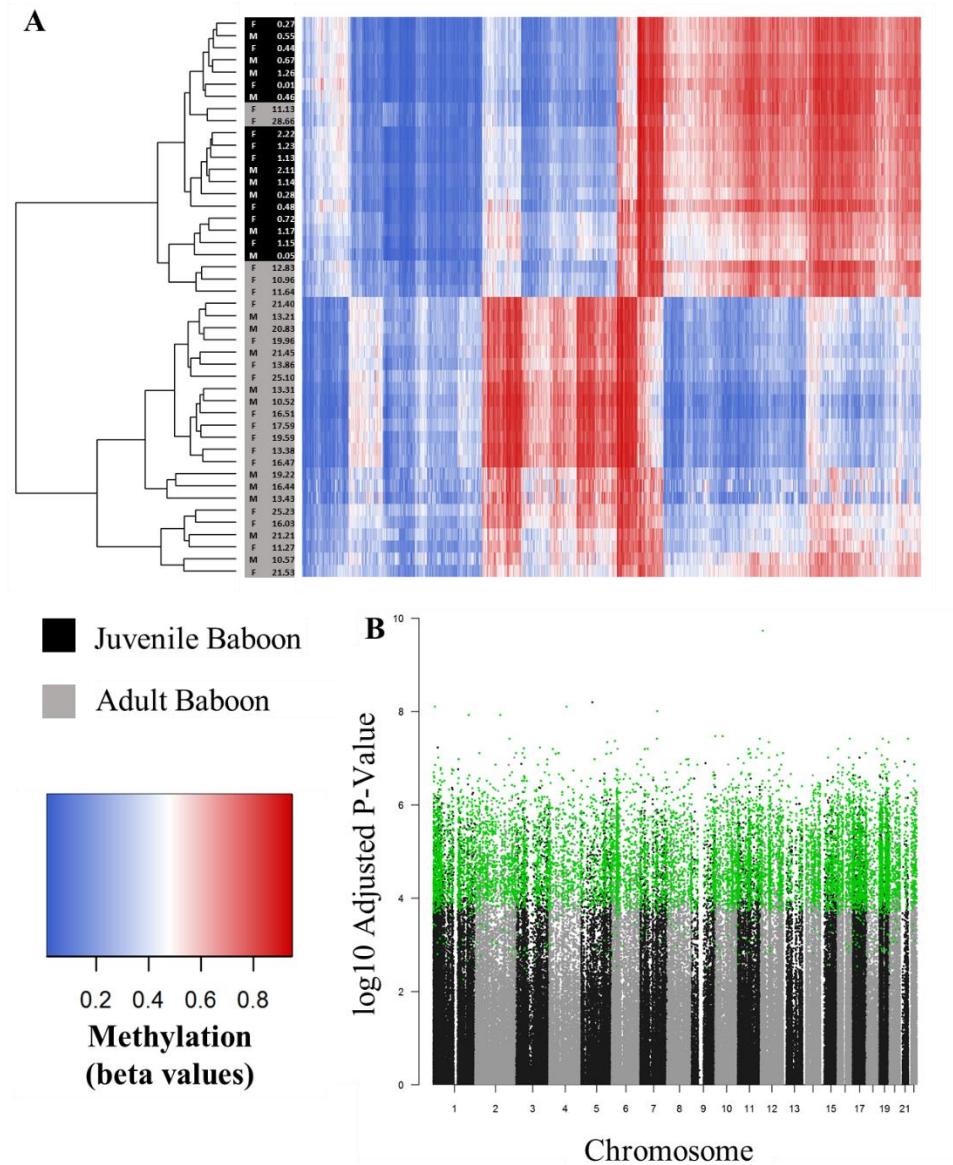 A
F 0.27
M 0.55
F 0.44
M 0.67
M 1.26
F 0.01
M 0.46
F 11.13
F 28.66
F 2.22
F 1.23
F 1.13
M 2.11
M 1.14
M 0.28
F 0.48
F 0.72
M 1.17
F 1.15
M 0.05
F 12.83
F 10.96
F 11.64
F 21.40
M 13.21
M 20.83
F 19.96
M 21.45
F 13.86
F 25.10
M 13.31
M 10.52
F 16.51
F 17.59
F 19.59
F 13.38
F 16.47
M 19.22
M 16.44
M 13.43
F 25.23
F 16.03
M 21.21
F 11.27
M 10.57
F 21.53
Juvenile Baboon
Adult Baboon
0.2 0.4 0.6 0.8
Methylation
(beta values)
B
log10 Adjusted P-Value
10
8
6
4
2
0
1 2 3 4 5 6 7 8 9 10 11 12 13 15 17 19 21
Chromosome